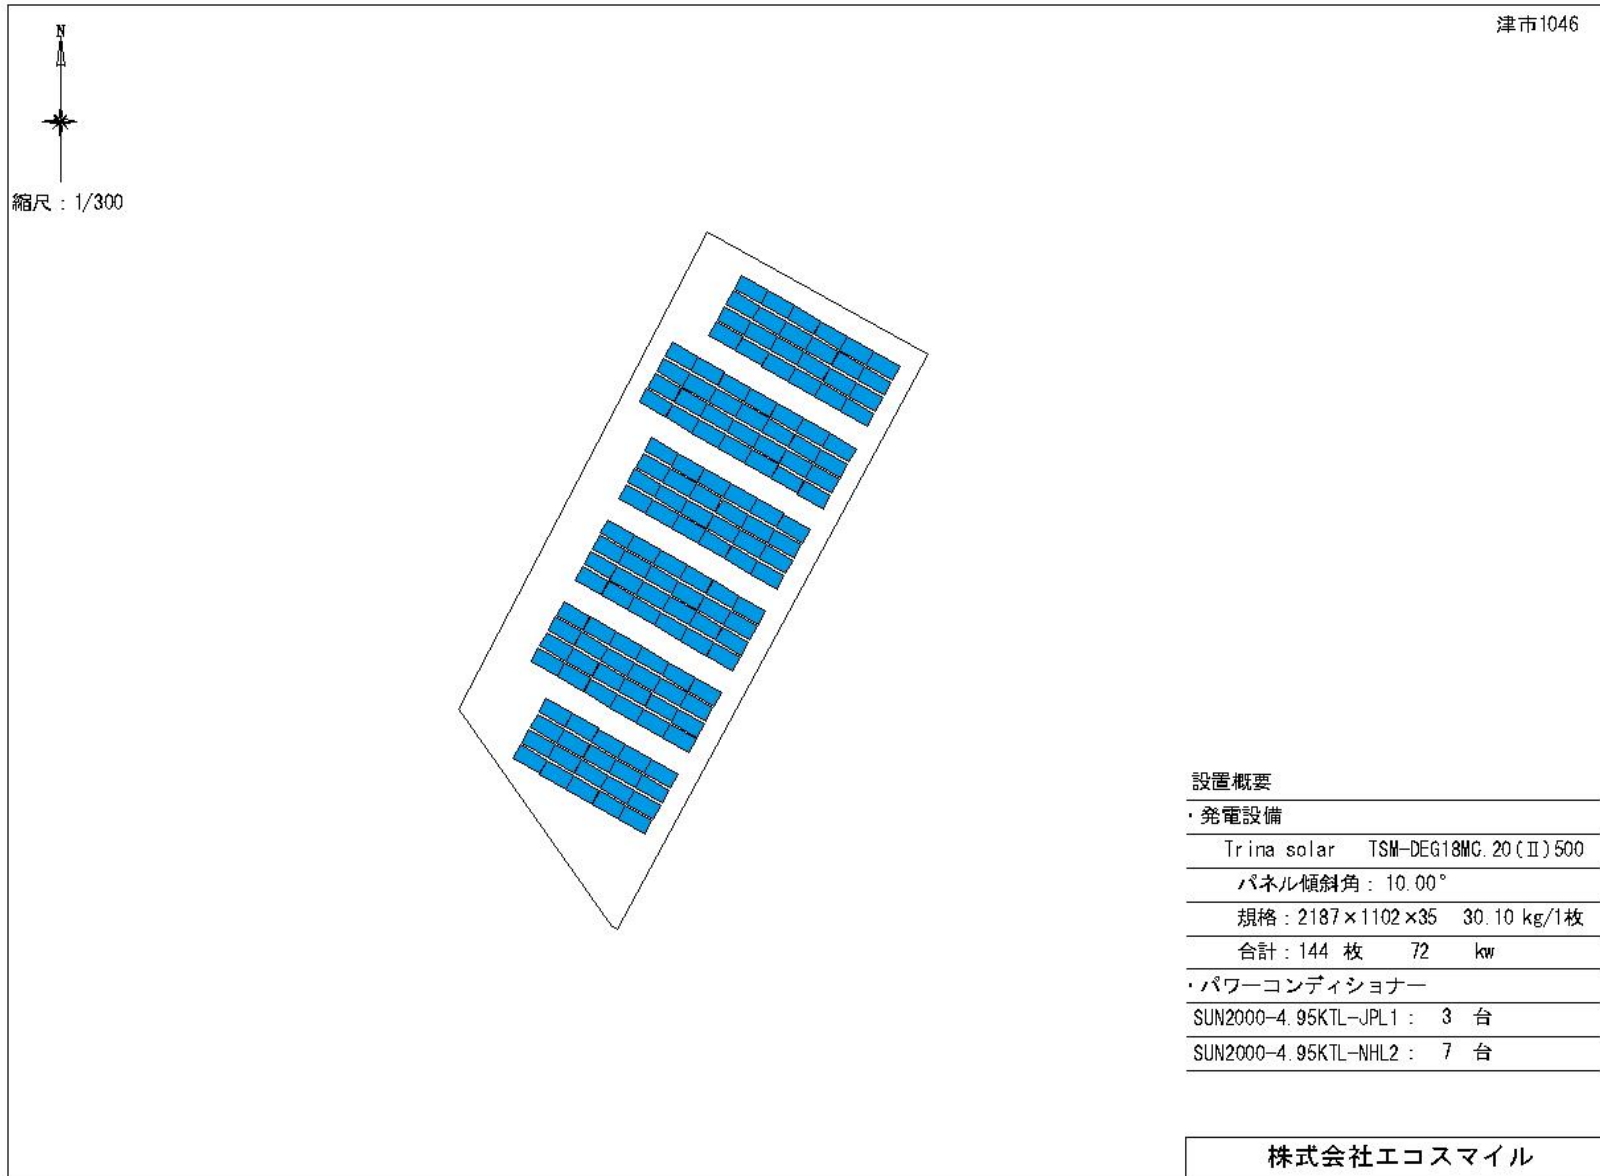 津市1046
N
縮尺：1/300
設置概要
・発電設備
Trina solar TSM-DEG18MC.20(Ⅱ)500
パネル傾斜角：10.00°
規格：2187×1102×35 30.10 kg/1枚
合計：144 枚 72 kw
・パワーコンディショナー
SUN2000-4.95KTL-JPL1： 3 台
SUN2000-4.95KTL-NHL2： 7 台
株式会社エコスマイル